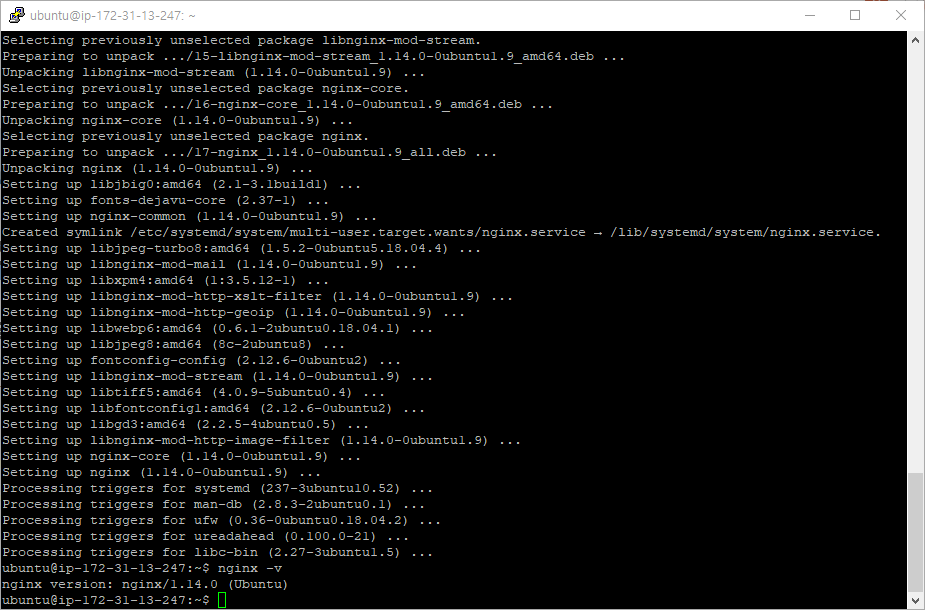 ubuntu@ip-172-31-13-247: ~
Selecting previously unselected package libnginx-mod-stream.
Preparing to unpack .../15-libnginx-mod-stream_1.14.0-0ubuntu1.9_amd64.deb ...
Unpacking libnginx-mod-stream (1.14.0-0ubuntu1.9) ...
Selecting previously unselected package nginx-core.
Preparing to unpack .../16-nginx-core_1.14.0-0ubuntu1.9_amd64.deb ...
Unpacking nginx-core (1.14.0-0ubuntu1.9) ...
Selecting previously unselected package nginx.
Preparing to unpack .../17-nginx_1.14.0-0ubuntu1.9_all.deb ...
Unpacking nginx (1.14.0-0ubuntu1.9) ...
Setting up libjbig0:amd64 (2.1-3.1build1) ...
Setting up fonts-dejavu-core (2.37-1) ...
Setting up nginx-common (1.14.0-0ubuntu1.9) ...
Created symlink /etc/systemd/system/multi-user.target.wants/nginx.service → /lib/systemd/system/nginx.service.
Setting up libjpeg-turbo8:amd64 (1.5.2-0ubuntu5.18.04.4) ...
Setting up libnginx-mod-mail (1.14.0-0ubuntu1.9) ...
Setting up libxpm4:amd64 (1:3.5.12-1) ...
Setting up libnginx-mod-http-xslt-filter (1.14.0-0ubuntu1.9) ...
Setting up libnginx-mod-http-geoip (1.14.0-0ubuntu1.9) ...
Setting up libwebp6:amd64 (0.6.1-2ubuntu0.18.04.1) ...
Setting up libjpeg8:amd64 (8c-2ubuntu8) ...
Setting up fontconfig-config (2.12.6-0ubuntu2) ...
Setting up libnginx-mod-stream (1.14.0-0ubuntu1.9) ...
Setting up libtiff5:amd64 (4.0.9-5ubuntu0.4) ...
Setting up libfontconfig1:amd64 (2.12.6-0ubuntu2) ...
Setting up libgd3:amd64 (2.2.5-4ubuntu0.5) ...
Setting up libnginx-mod-http-image-filter (1.14.0-0ubuntu1.9) ...
Setting up nginx-core (1.14.0-0ubuntu1.9) ...
Setting up nginx (1.14.0-0ubuntu1.9) ...
Processing triggers for systemd (237-3ubuntu10.52) ...
Processing triggers for man-db (2.8.3-2ubuntu0.1) ...
Processing triggers for ufw (0.36-0ubuntu0.18.04.2) ...
Processing triggers for ureadahead (0.100.0-21) ...
Processing triggers for libc-bin (2.27-3ubuntu1.5) ...
ubuntu@ip-172-31-13-247:~$ nginx -v
nginx version: nginx/1.14.0 (Ubuntu)
ubuntu@ip-172-31-13-247:~$